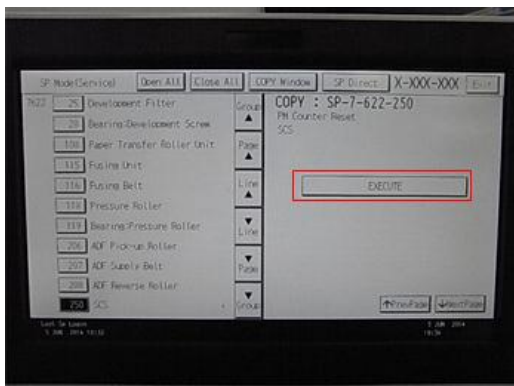 SP Mode(Service) Open All Close All COPY Window SP Direct X-XXX-XXX Exit
7622 25 Development Filter
28 Bearing:Development Screw
109 Paper Transfer Roller Unit
115 Fusing Unit
116 Fusing Belt
118 Pressure Roller
119 Bearing:Pressure Roller
206 ADF Pick-up Roller
207 ADF Supply Belt
208 ADF Reverse Roller
250 SCS
Group
Page
Line
Line
Page
Group
COPY : SP-7-622-250
PM Counter Reset
SCS
EXECUTE
PrevPage NextPage